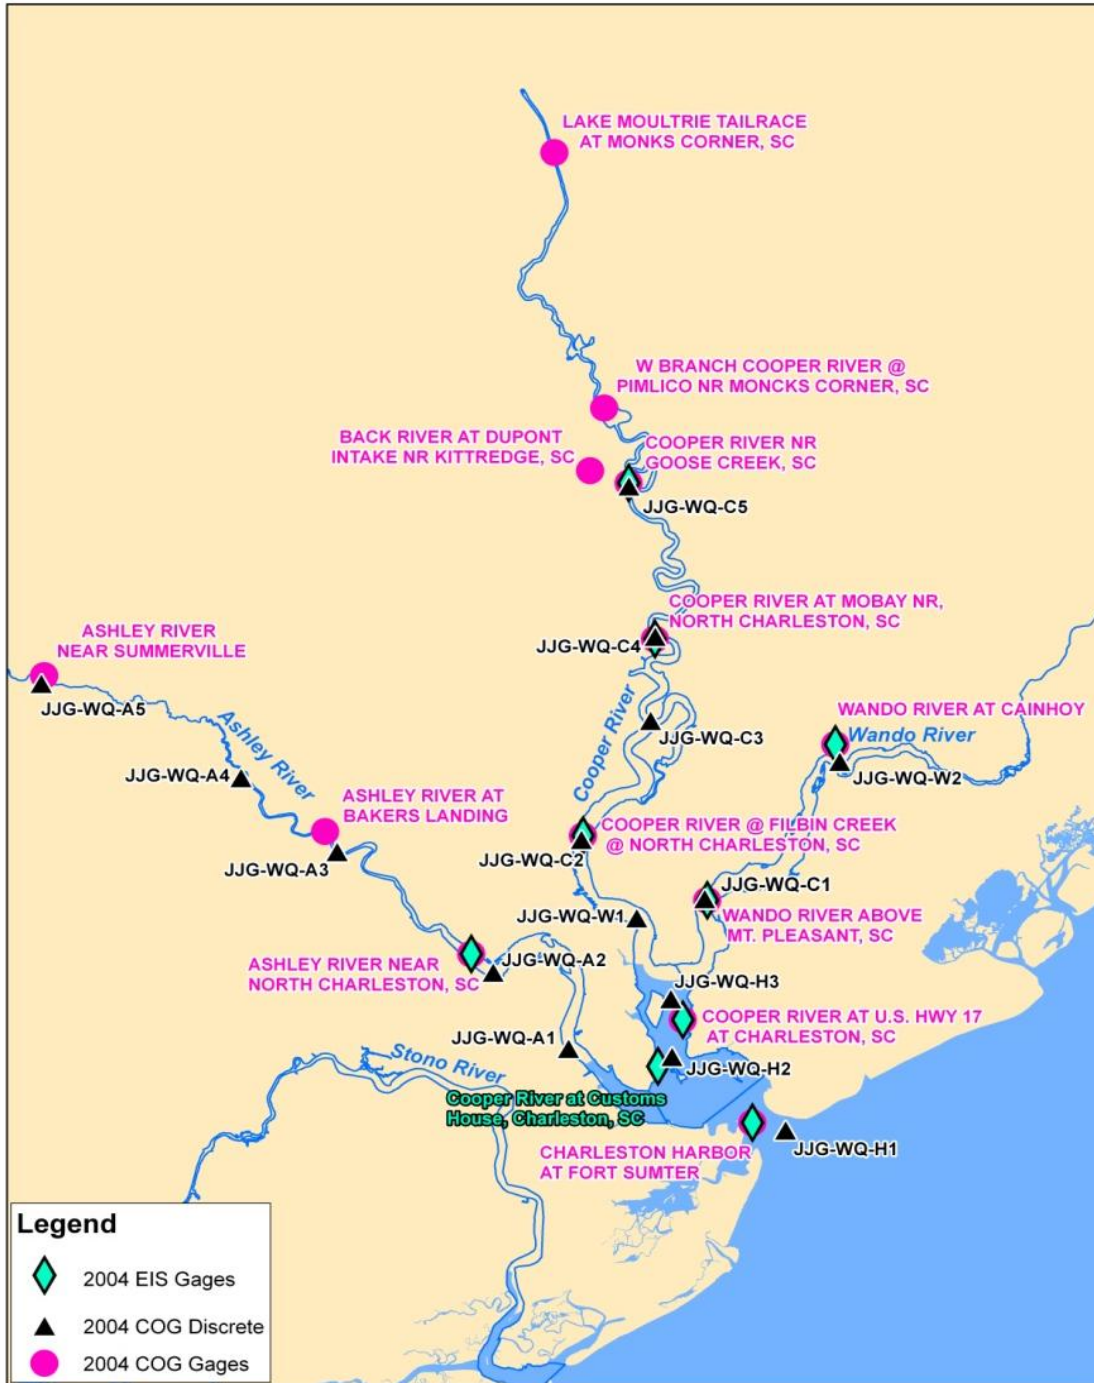 LAKE MOULTRIE TAILRACE
AT MONKS CORNER, SC
W BRANCH COOPER RIVER @
PIMLICO NR MONCKS CORNER, SC
BACK RIVER AT DUPONT
INTAKE NR KITTREDGE, SC
COOPER RIVER NR
GOOSE CREEK, SC
JJG-WQ-C5
COOPER RIVER AT MOBAY NR,
NORTH CHARLESTON, SC
JJG-WQ-C4
ASHLEY RIVER
NEAR SUMMERVILLE
JJG-WQ-A5
Ashley River
Cooper River
JJG-WQ-C3
WANDO RIVER AT CAINHOY
Wando River
JJG-WQ-W2
JJG-WQ-A4
ASHLEY RIVER AT
BAKERS LANDING
JJG-WQ-A3
COOPER RIVER @ FILBIN CREEK
@ NORTH CHARLESTON, SC
JJG-WQ-C2
JJG-WQ-C1
JJG-WQ-W1
WANDO RIVER ABOVE
MT. PLEASANT, SC
ASHLEY RIVER NEAR
NORTH CHARLESTON, SC
JJG-WQ-A2
JJG-WQ-H3
COOPER RIVER AT U.S. HWY 17
AT CHARLESTON, SC
JJG-WQ-A1
Stono River
JJG-WQ-H2
Cooper River at Customs
House, Charleston, SC
CHARLESTON HARBOR
AT FORT SUMTER
JJG-WQ-H1
Legend
2004 EIS Gages
2004 COG Discrete
2004 COG Gages